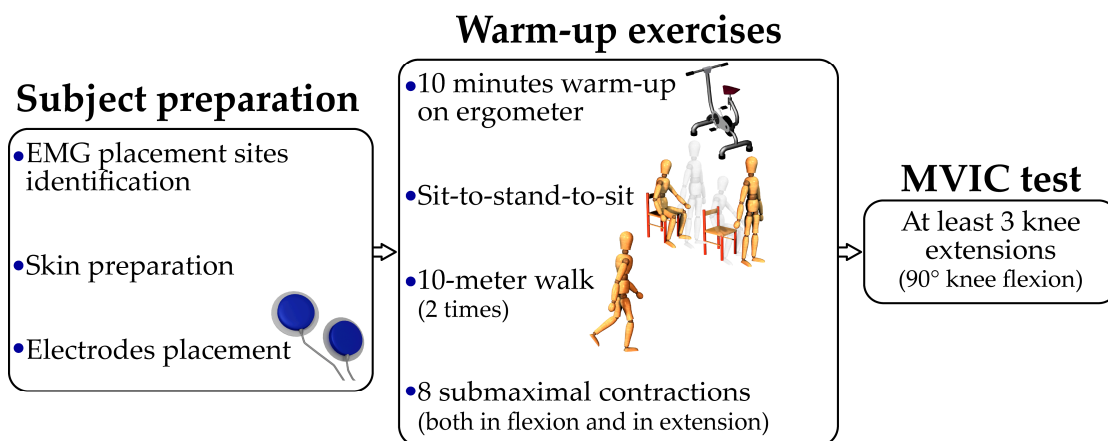 Subject preparation
•EMG placement sites
identification
•Skin preparation
•Electrodes placement
Warm-up exercises
•10 minutes warm-up
on ergometer
•Sit-to-stand-to-sit
•10-meter walk
(2 times)
•8 submaximal contractions
(both in flexion and in extension)
MVIC test
At least 3 knee
extensions
(90° knee flexion)